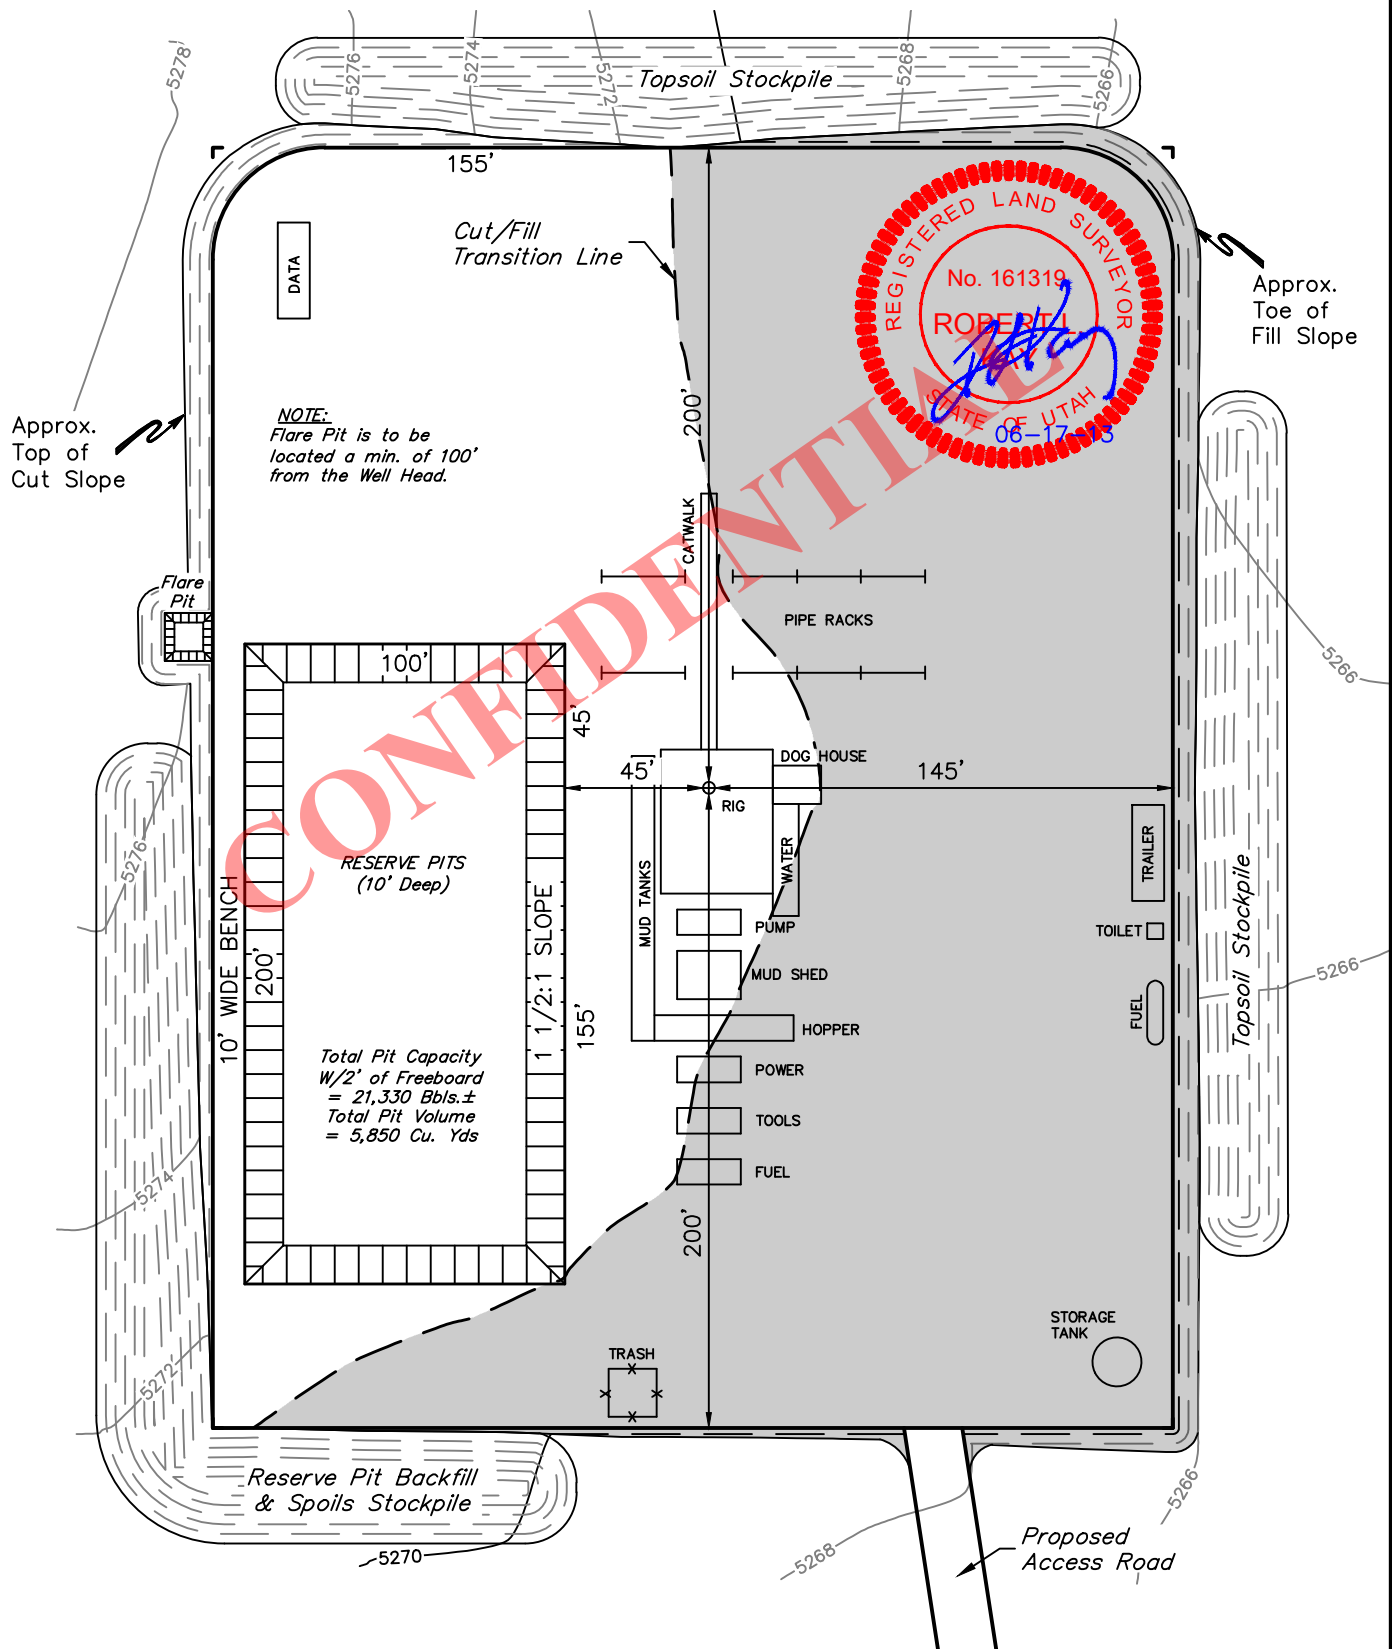 5278
5276
5274
5272
5268
5266
Topsoil Stockpile
155'
Cut/Fill
Transition Line
DATA
REGISTERED LAND SURVEYOR
No. 161319
ROBERT L.
KAY
STATE OF UTAH
06-17-13
Approx.
Toe of
Fill Slope
Approx.
Top of
Cut Slope
NOTE:
Flare Pit is to be
located a min. of 100'
from the Well Head.
200'
CATWALK
CONFIDENTIAL
Flare
Pit
PIPE RACKS
5266
100'
45'
45'
DOG HOUSE
145'
RIG
5276
RESERVE PITS
(10' Deep)
MUD TANKS
WATER
TRAILER
TOILET
FUEL
Topsoil Stockpile
5266
10' WIDE BENCH
200'
1 1/2:1 SLOPE
155'
PUMP
MUD SHED
HOPPER
POWER
TOOLS
FUEL
Total Pit Capacity
W/2' of Freeboard
= 21,330 Bbls.±
Total Pit Volume
= 5,850 Cu. Yds
5274
200'
STORAGE
TANK
TRASH
5272
Reserve Pit Backfill
& Spoils Stockpile
5270
5268
5266
Proposed
Access Road